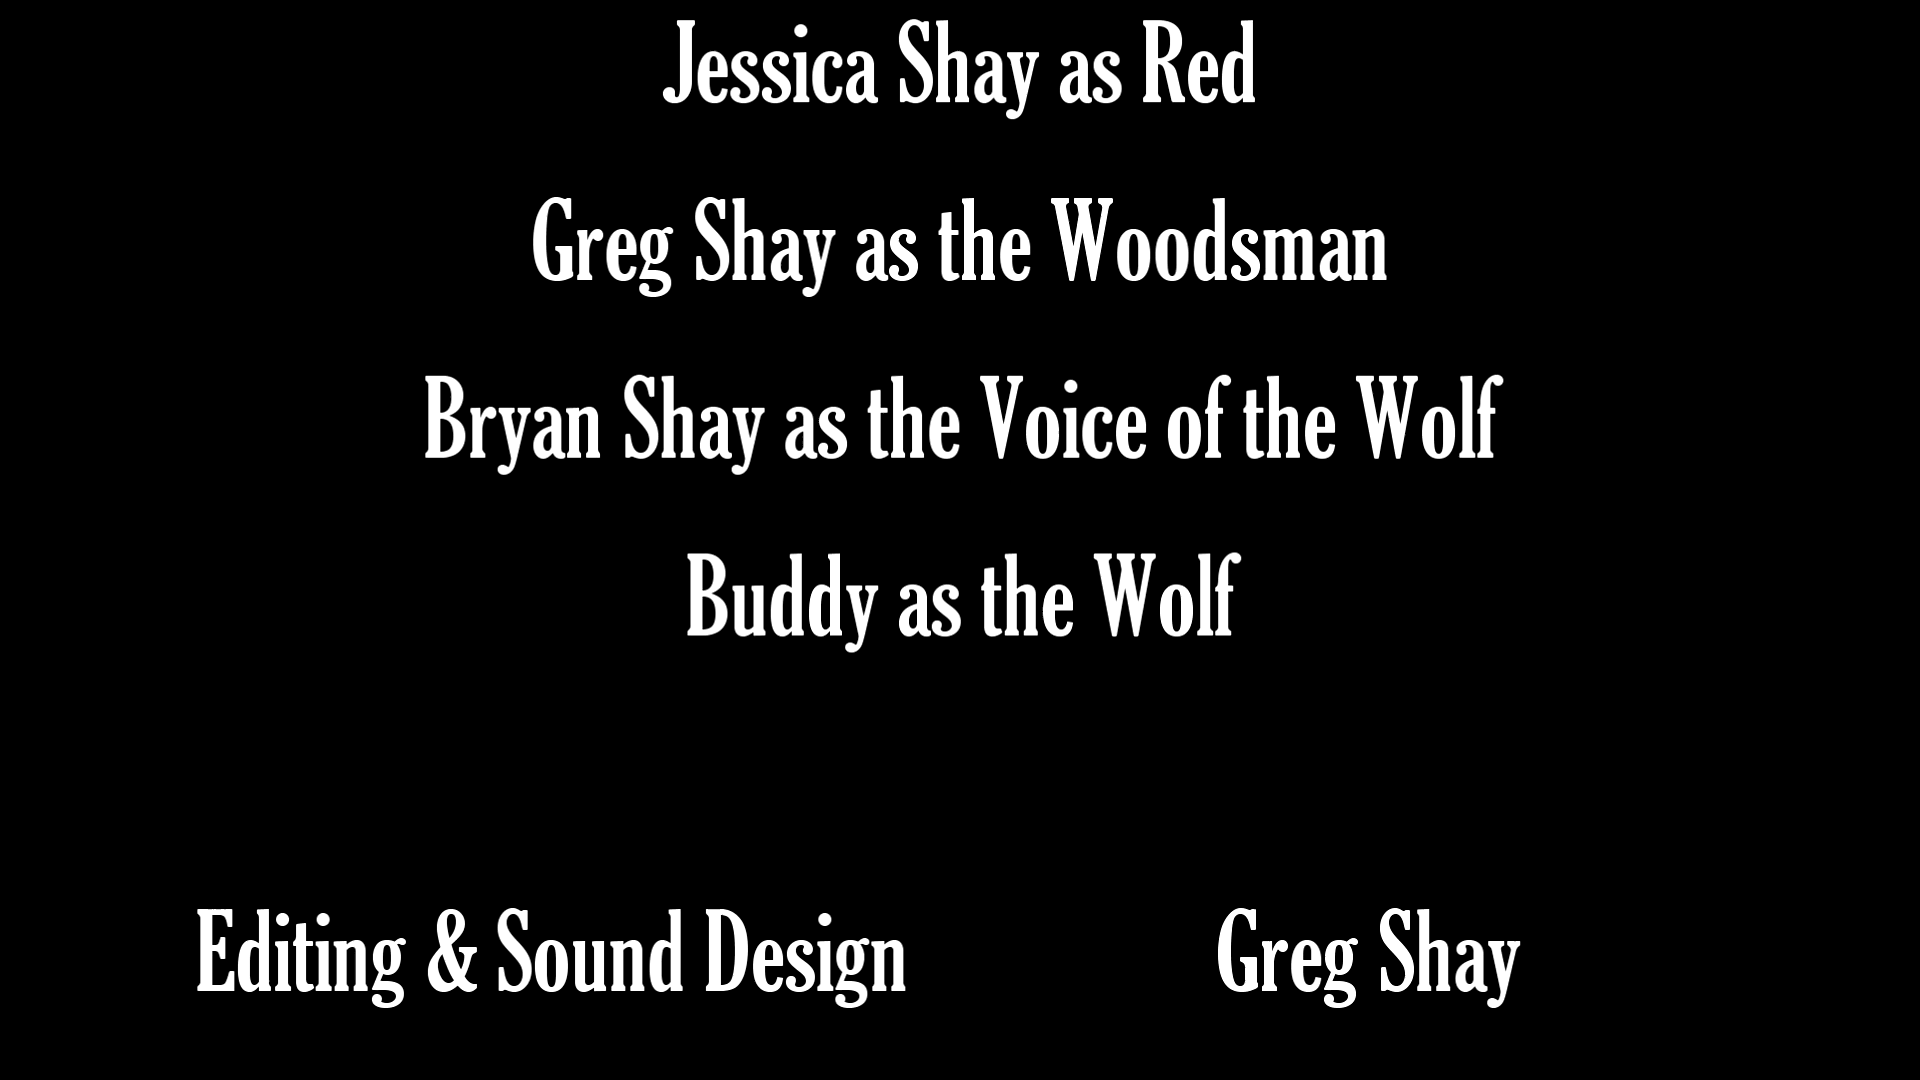 Jessica Shay as Red
Greg Shay as the Woodsman
Bryan Shay as the Voice of the Wolf
Buddy as the Wolf
Editing & Sound Design Greg Shay